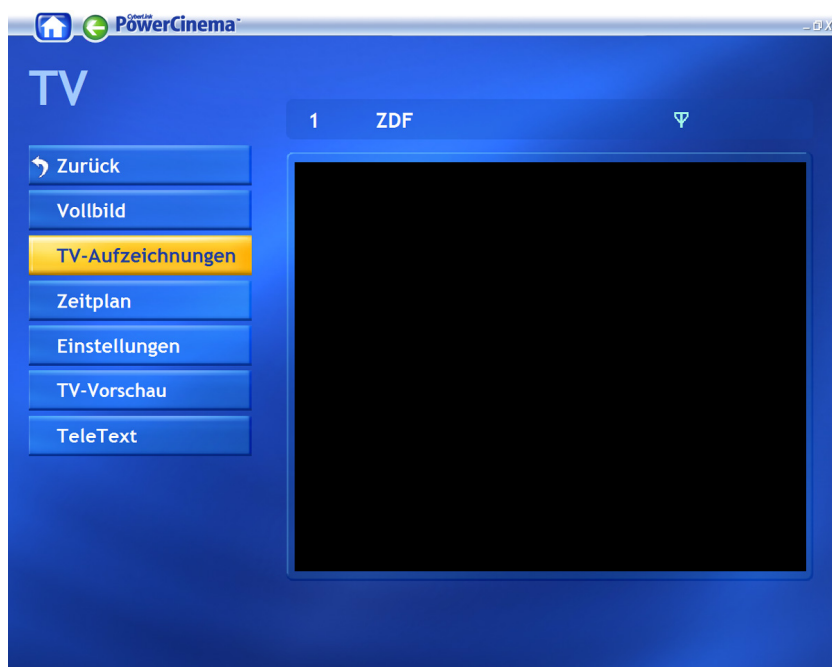 CyberLink
PowerCinema
TV
1 ZDF
Zurück
Vollbild
TV-Aufzeichnungen
Zeitplan
Einstellungen
TV-Vorschau
TeleText